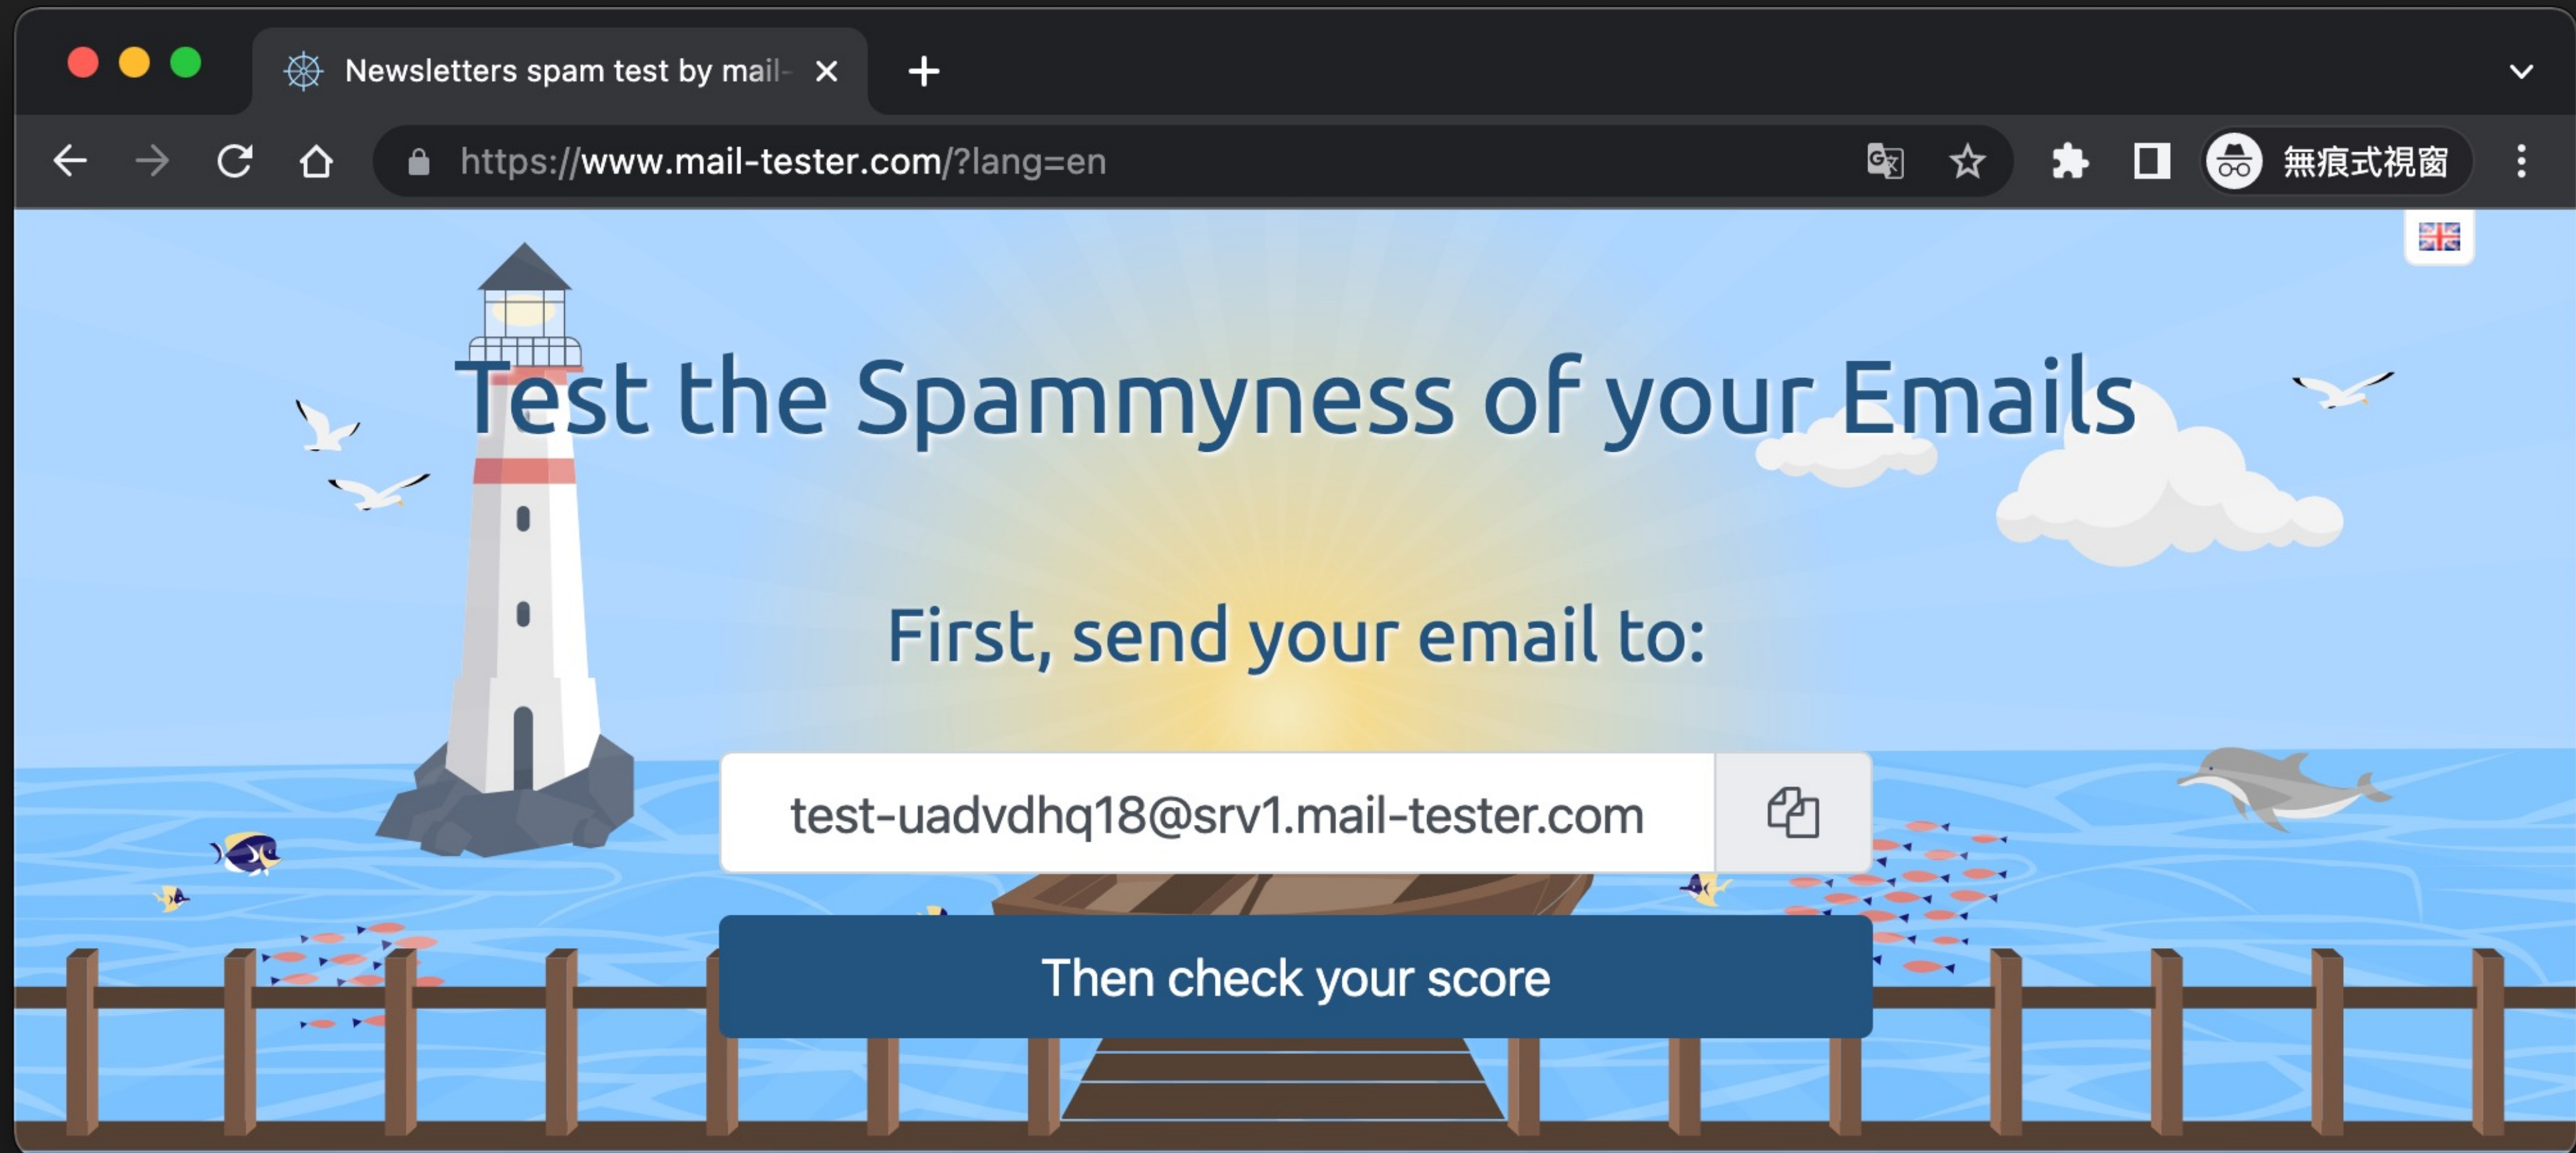 Newsletters spam test by mail-
https://www.mail-tester.com/?lang=en
無痕式視窗
Test the Spammyness of your Emails
First, send your email to:
test-uadvdhq18@srv1.mail-tester.com
Then check your score